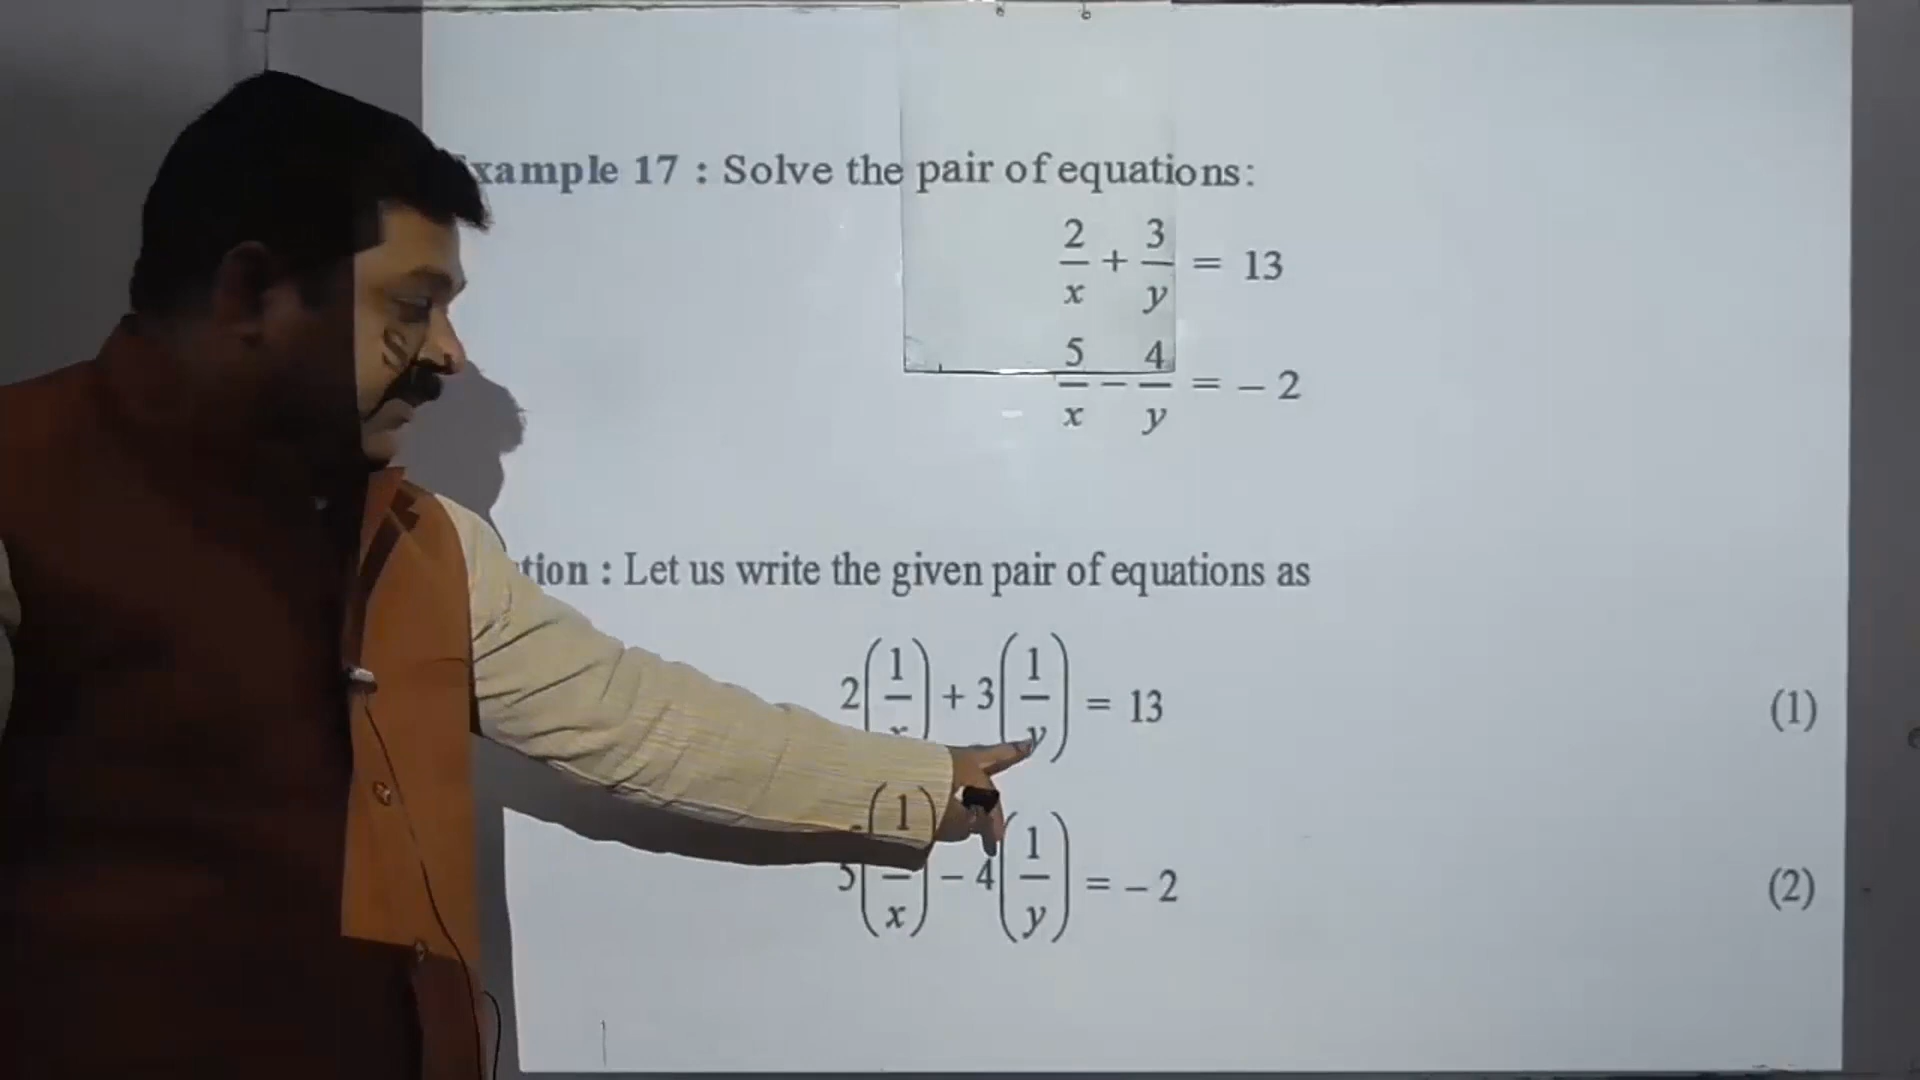 xample 17 : Solve the pair of equations:
2/x + 3/y = 13
5/x − 4/y = − 2
tion : Let us write the given pair of equations as
2(1/x) + 3(1/y) = 13 (1)
5(1/x) − 4(1/y) = − 2 (2)